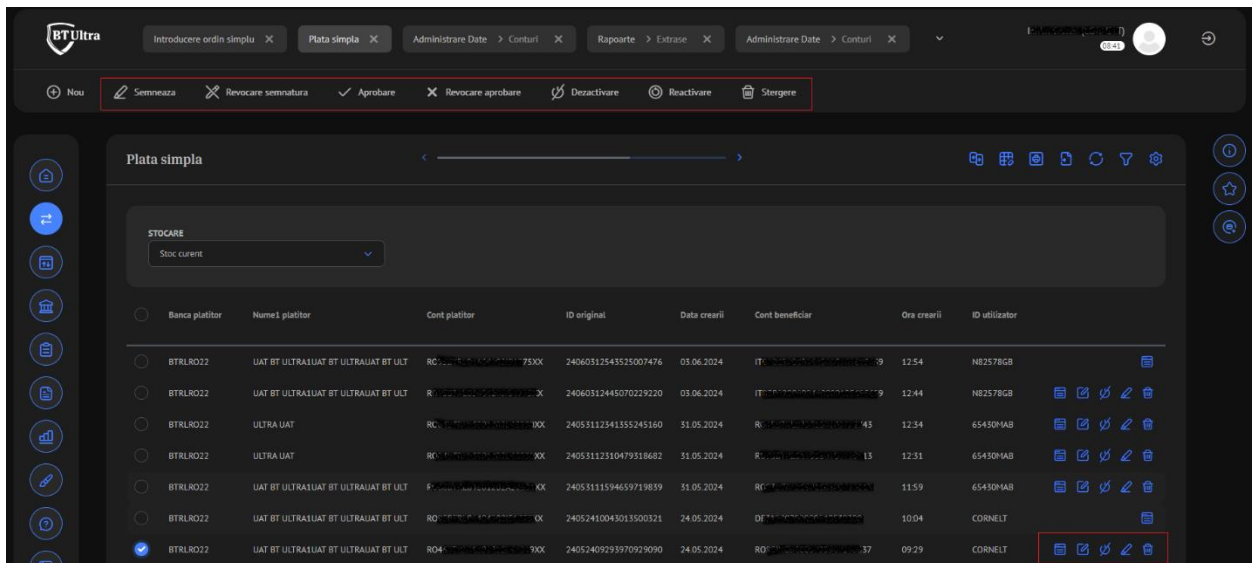 BT Ultra
Introducere ordin simplu
Plata simpla
Administrare Date > Conturi
Rapoarte > Extrase
Administrare Date > Conturi
08:41
Nou
Semneaza
Revocare semnatura
Aprobare
Revocare aprobare
Dezactivare
Reactivare
Stergere
Plata simpla
STOCARE
Stoc curent
Banca platitor Nume1 platitor Cont platitor ID original Data crearii Cont beneficiar Ora crearii ID utilizator
BTRLRO22 UAT BT ULTRA1UAT BT ULTRAUAT BT ULT 75XX 24060312543525007476 03.06.2024 12:54 N82578GB
BTRLRO22 UAT BT ULTRA1UAT BT ULTRAUAT BT ULT 24060312445070229220 03.06.2024 12:44 N82578GB
BTRLRO22 ULTRA UAT 24053112341355245160 31.05.2024 12:34 65430MAB
BTRLRO22 ULTRA UAT 24053112310479318682 31.05.2024 12:31 65430MAB
BTRLRO22 UAT BT ULTRA1UAT BT ULTRAUAT BT ULT 24053111594659719839 31.05.2024 11:59 65430MAB
BTRLRO22 UAT BT ULTRA1UAT BT ULTRAUAT BT ULT 24052410043013500321 24.05.2024 10:04 CORNELT
BTRLRO22 UAT BT ULTRA1UAT BT ULTRAUAT BT ULT RO4 9XX 24052409293970929090 24.05.2024 RO 37 09:29 CORNELT